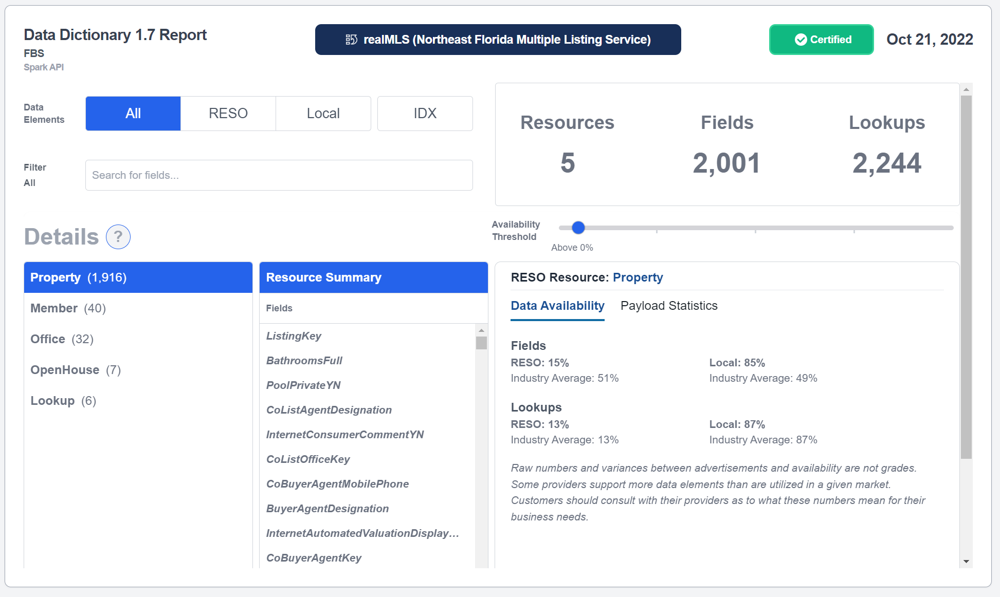 Data Dictionary 1.7 Report
FBS
Spark API
realMLS (Northeast Florida Multiple Listing Service)
Certified
Oct 21, 2022
Data
Elements
All
RESO
Local
IDX
Filter
All
Search for fields...
Resources
5
Fields
2,001
Lookups
2,244
Availability
Threshold
Above 0%
Details
?
Property (1,916)
Member (40)
Office (32)
OpenHouse (7)
Lookup (6)
Resource Summary
Fields
ListingKey
BathroomsFull
PoolPrivateYN
CoListAgentDesignation
InternetConsumerCommentYN
CoListOfficeKey
CoBuyerAgentMobilePhone
BuyerAgentDesignation
InternetAutomatedValuationDisplay...
CoBuyerAgentKey
RESO Resource: Property
Data Availability
Payload Statistics
Fields
RESO: 15%
Local: 85%
Industry Average: 51%
Industry Average: 49%
Lookups
RESO: 13%
Local: 87%
Industry Average: 13%
Industry Average: 87%
Raw numbers and variances between advertisements and availability are not grades.
Some providers support more data elements than are utilized in a given market.
Customers should consult with their providers as to what these numbers mean for their
business needs.